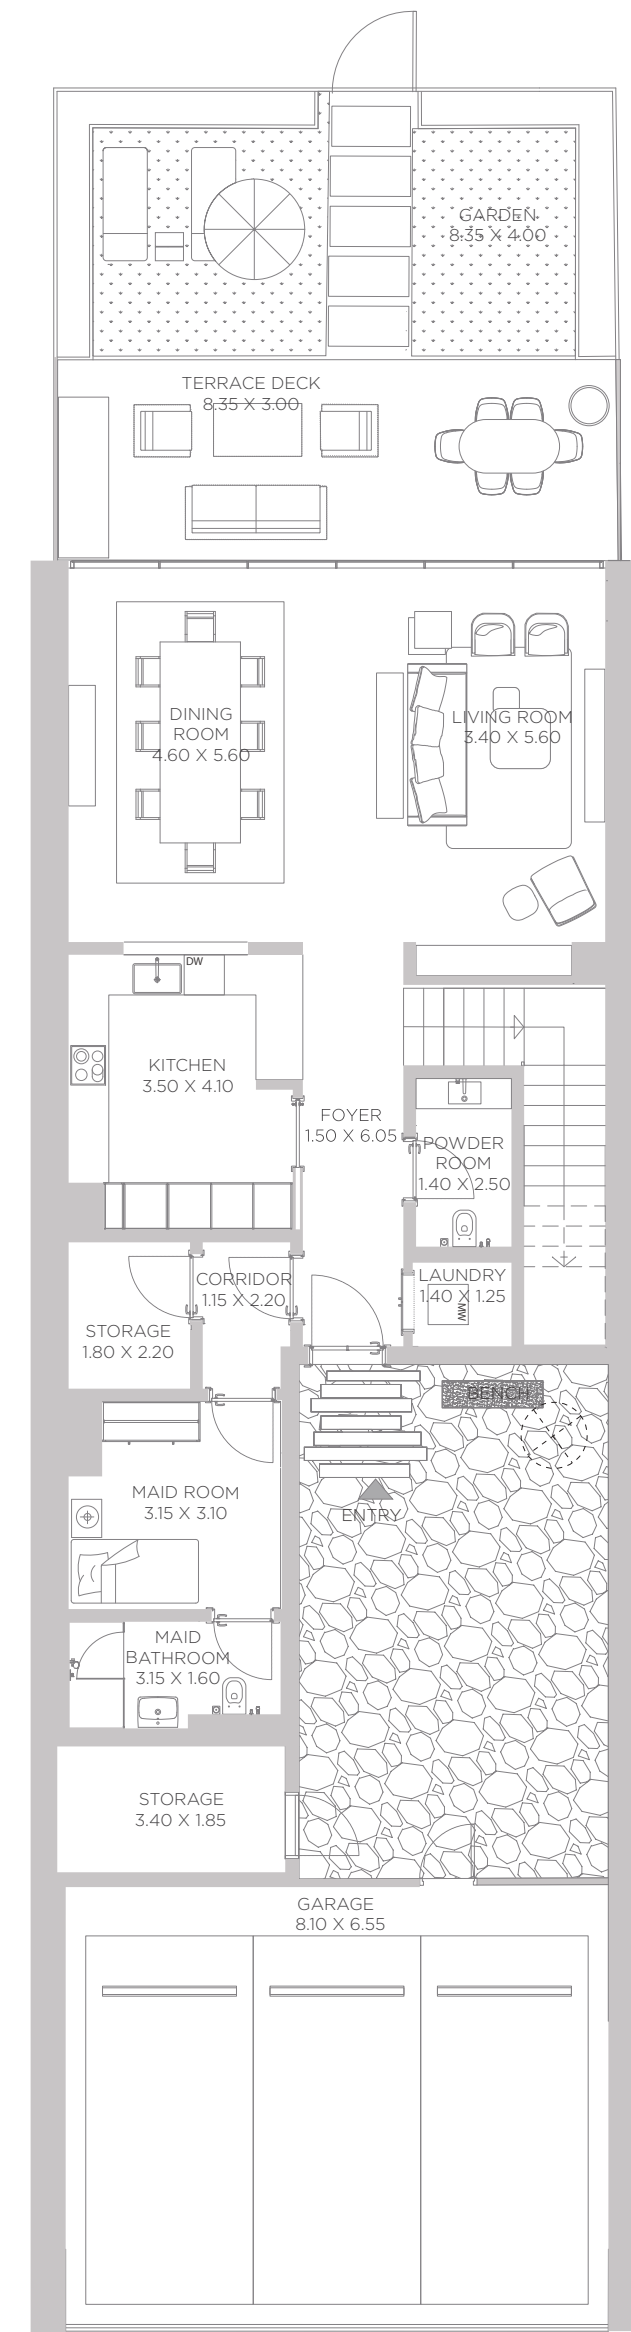 GARDEN
8.35 X 4.00
TERRACE DECK
8.35 X 3.00
DINING
ROOM
4.60 X 5.60
LIVING ROOM
3.40 X 5.60
DW
KITCHEN
3.50 X 4.10
FOYER
1.50 X 6.05
POWDER
ROOM
1.40 X 2.50
CORRIDOR
1.15 X 2.20
LAUNDRY
1.40 X 1.25
MW
STORAGE
1.80 X 2.20
BENCH
MAID ROOM
3.15 X 3.10
ENTRY
MAID
BATHROOM
3.15 X 1.60
STORAGE
3.40 X 1.85
GARAGE
8.10 X 6.55